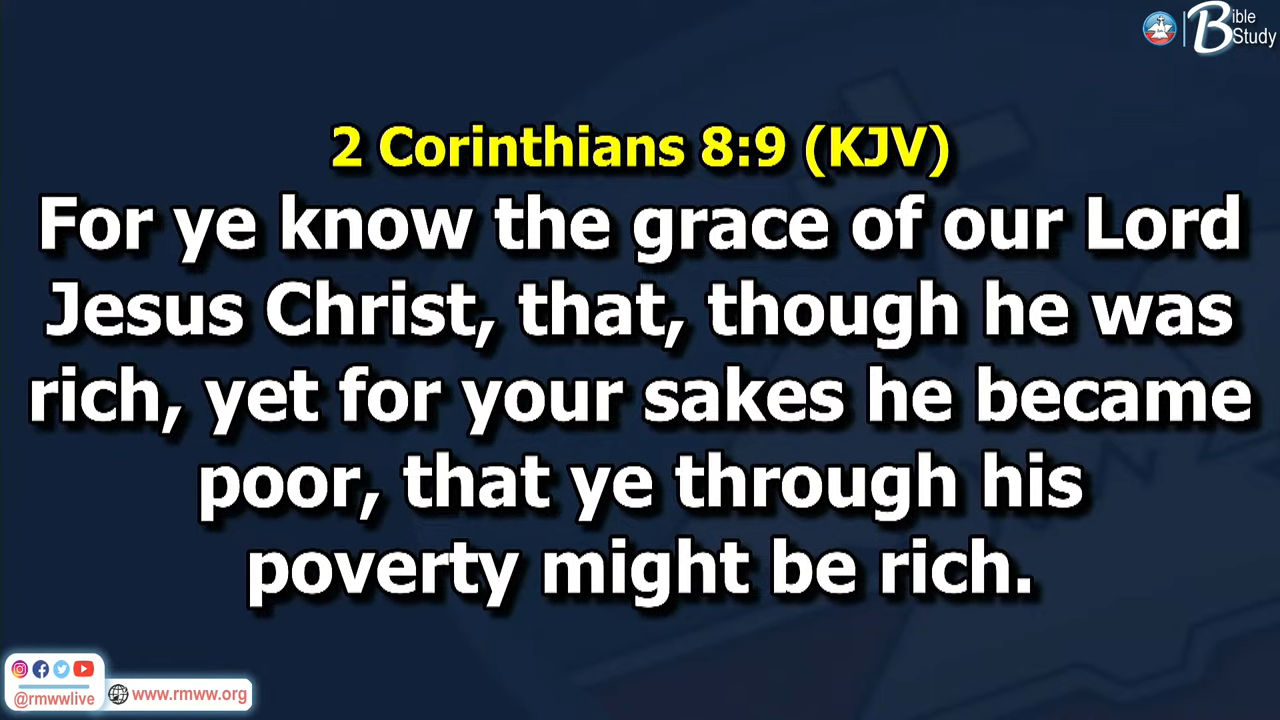 Bible
Study
2 Corinthians 8:9 (KJV)
For ye know the grace of our Lord
Jesus Christ, that, though he was
rich, yet for your sakes he became
poor, that ye through his
poverty might be rich.
@rmwwlive
www.rmww.org